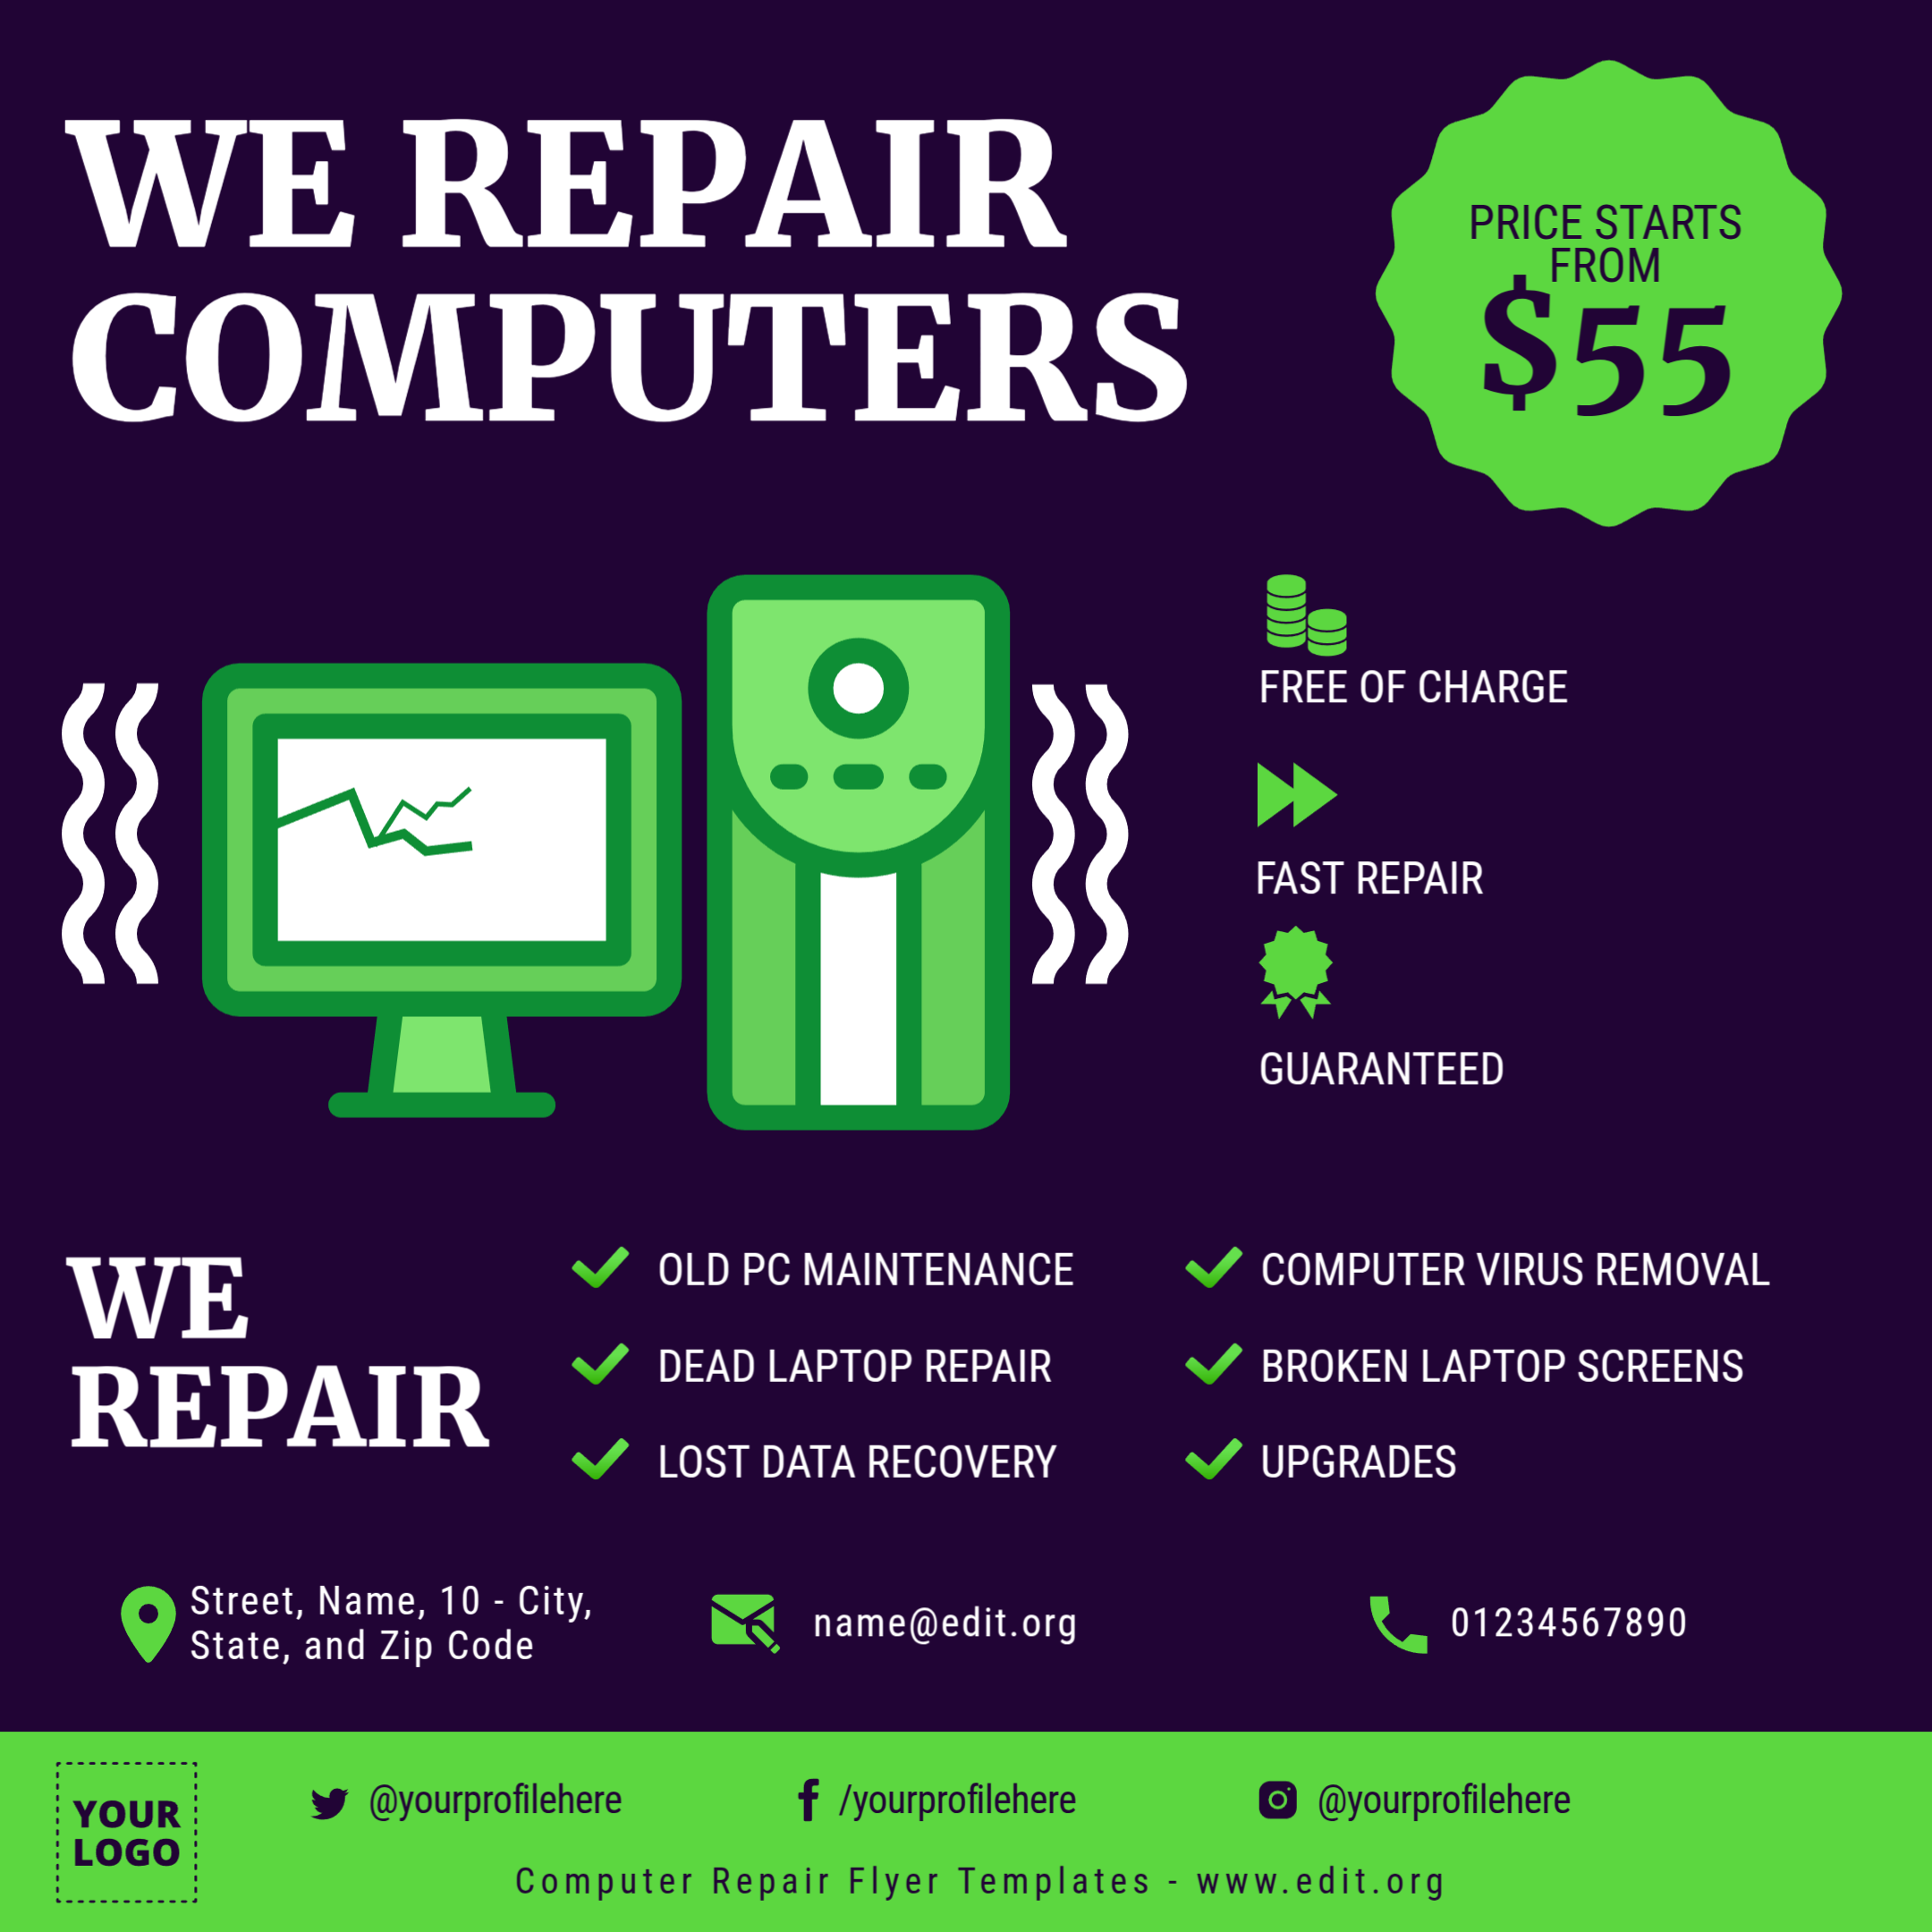 WE REPAIR
COMPUTERS
PRICE STARTS
FROM
$55
FREE OF CHARGE
FAST REPAIR
GUARANTEED
WE
REPAIR
OLD PC MAINTENANCE
DEAD LAPTOP REPAIR
LOST DATA RECOVERY
COMPUTER VIRUS REMOVAL
BROKEN LAPTOP SCREENS
UPGRADES
Street, Name, 10 - City,
State, and Zip Code
name@edit.org
01234567890
YOUR
LOGO
@yourprofilehere
/yourprofilehere
@yourprofilehere
Computer Repair Flyer Templates - www.edit.org